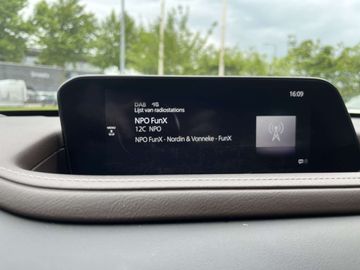 DAB
16:09
Lijst van radiostations
NPO FunX
12C NPO
NPO FunX - Nordin & Vonneke - FunX